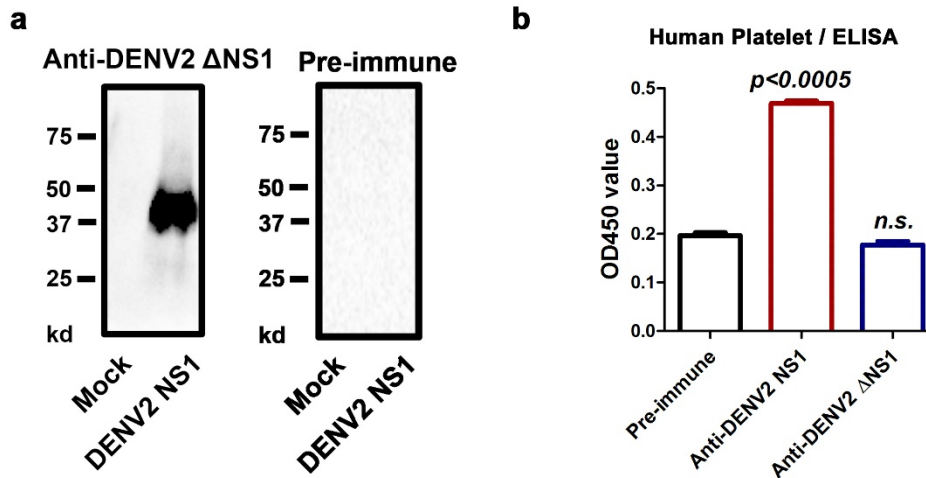 a
Anti-DENV2 ΔNS1
Pre-immune
75
50
37
25
kd
Mock
DENV2 NS1
75
50
37
25
kd
Mock
DENV2 NS1
b
Human Platelet / ELISA
p<0.0005
n.s.
OD450 value
0.5
0.4
0.3
0.2
0.1
0.0
Pre-immune
Anti-DENV2 NS1
Anti-DENV2 ΔNS1